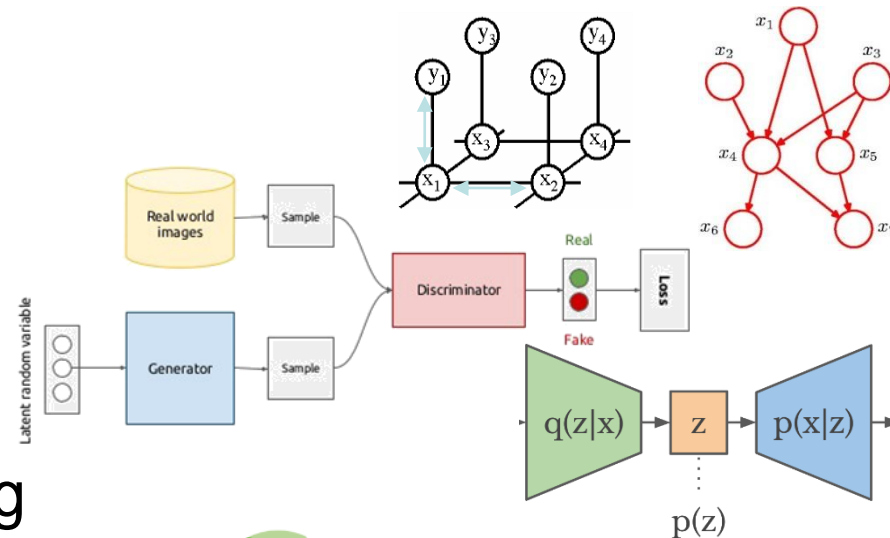 y3
y4
y1
y2
x3
x4
x1
x2
x1
x2
x3
x4
x5
x6
Real world
images
Sample
Latent random variable
Generator
Sample
Discriminator
Real
Fake
Loss
q(z|x)
z
p(x|z)
p(z)
g